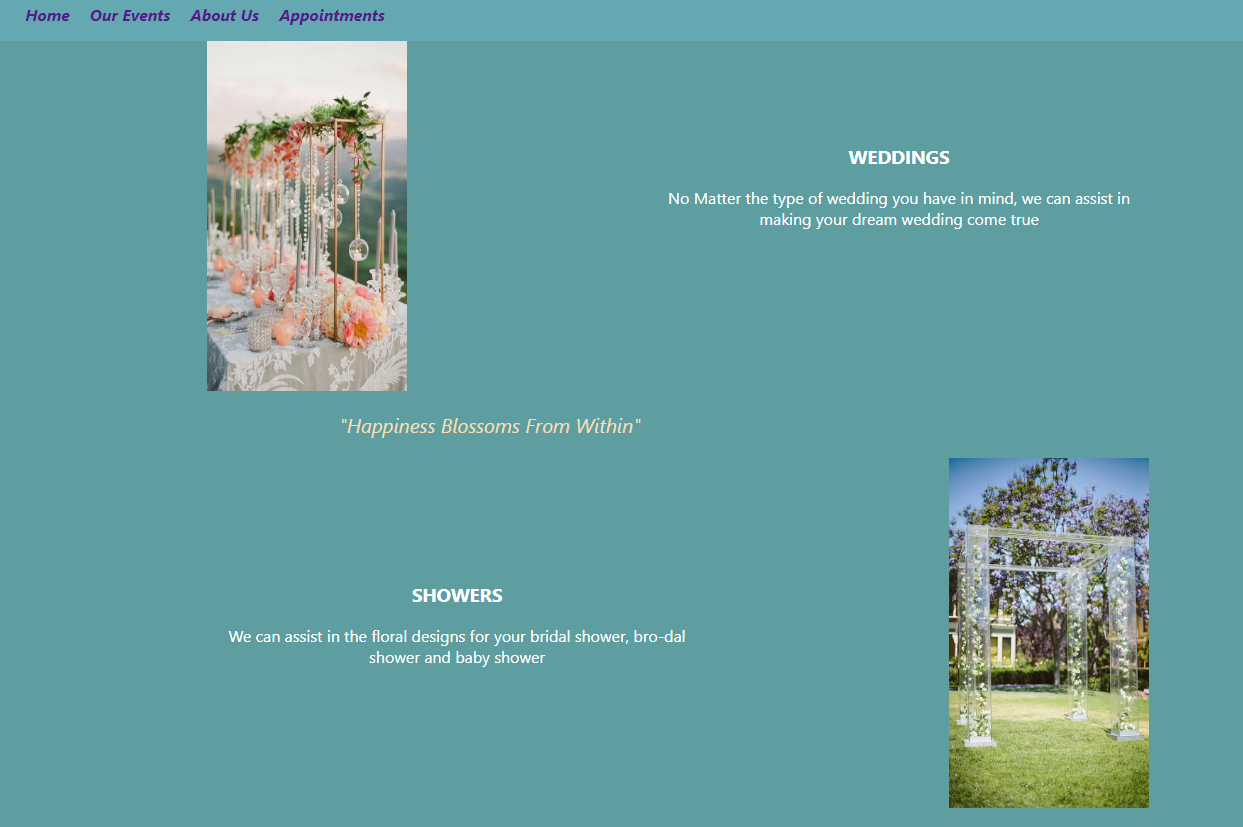 Home Our Events About Us Appointments
WEDDINGS
No Matter the type of wedding you have in mind, we can assist in
making your dream wedding come true
"Happiness Blossoms From Within"
SHOWERS
We can assist in the floral designs for your bridal shower, bro-dal
shower and baby shower